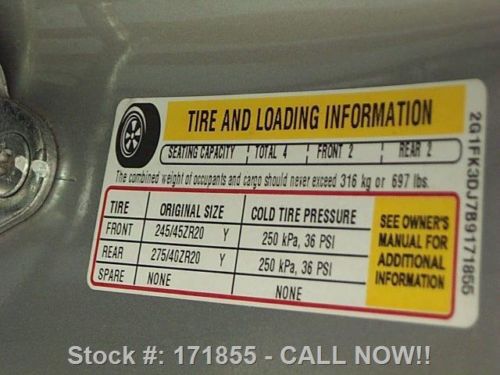 TIRE AND LOADING INFORMATION
SEATING CAPACITY TOTAL 4 FRONT 2 REAR 2
The combined weight of occupants and cargo should never exceed 316 kg or 697 lbs.
TIRE ORIGINAL SIZE COLD TIRE PRESSURE
FRONT 245/45ZR20 Y 250 kPa, 36 PSI
REAR 275/40ZR20 Y 250 kPa, 36 PSI
SPARE NONE NONE
SEE OWNER'S
MANUAL FOR
ADDITIONAL
INFORMATION
2G1FK3DJ7B9171855
Stock #: 171855 - CALL NOW!!